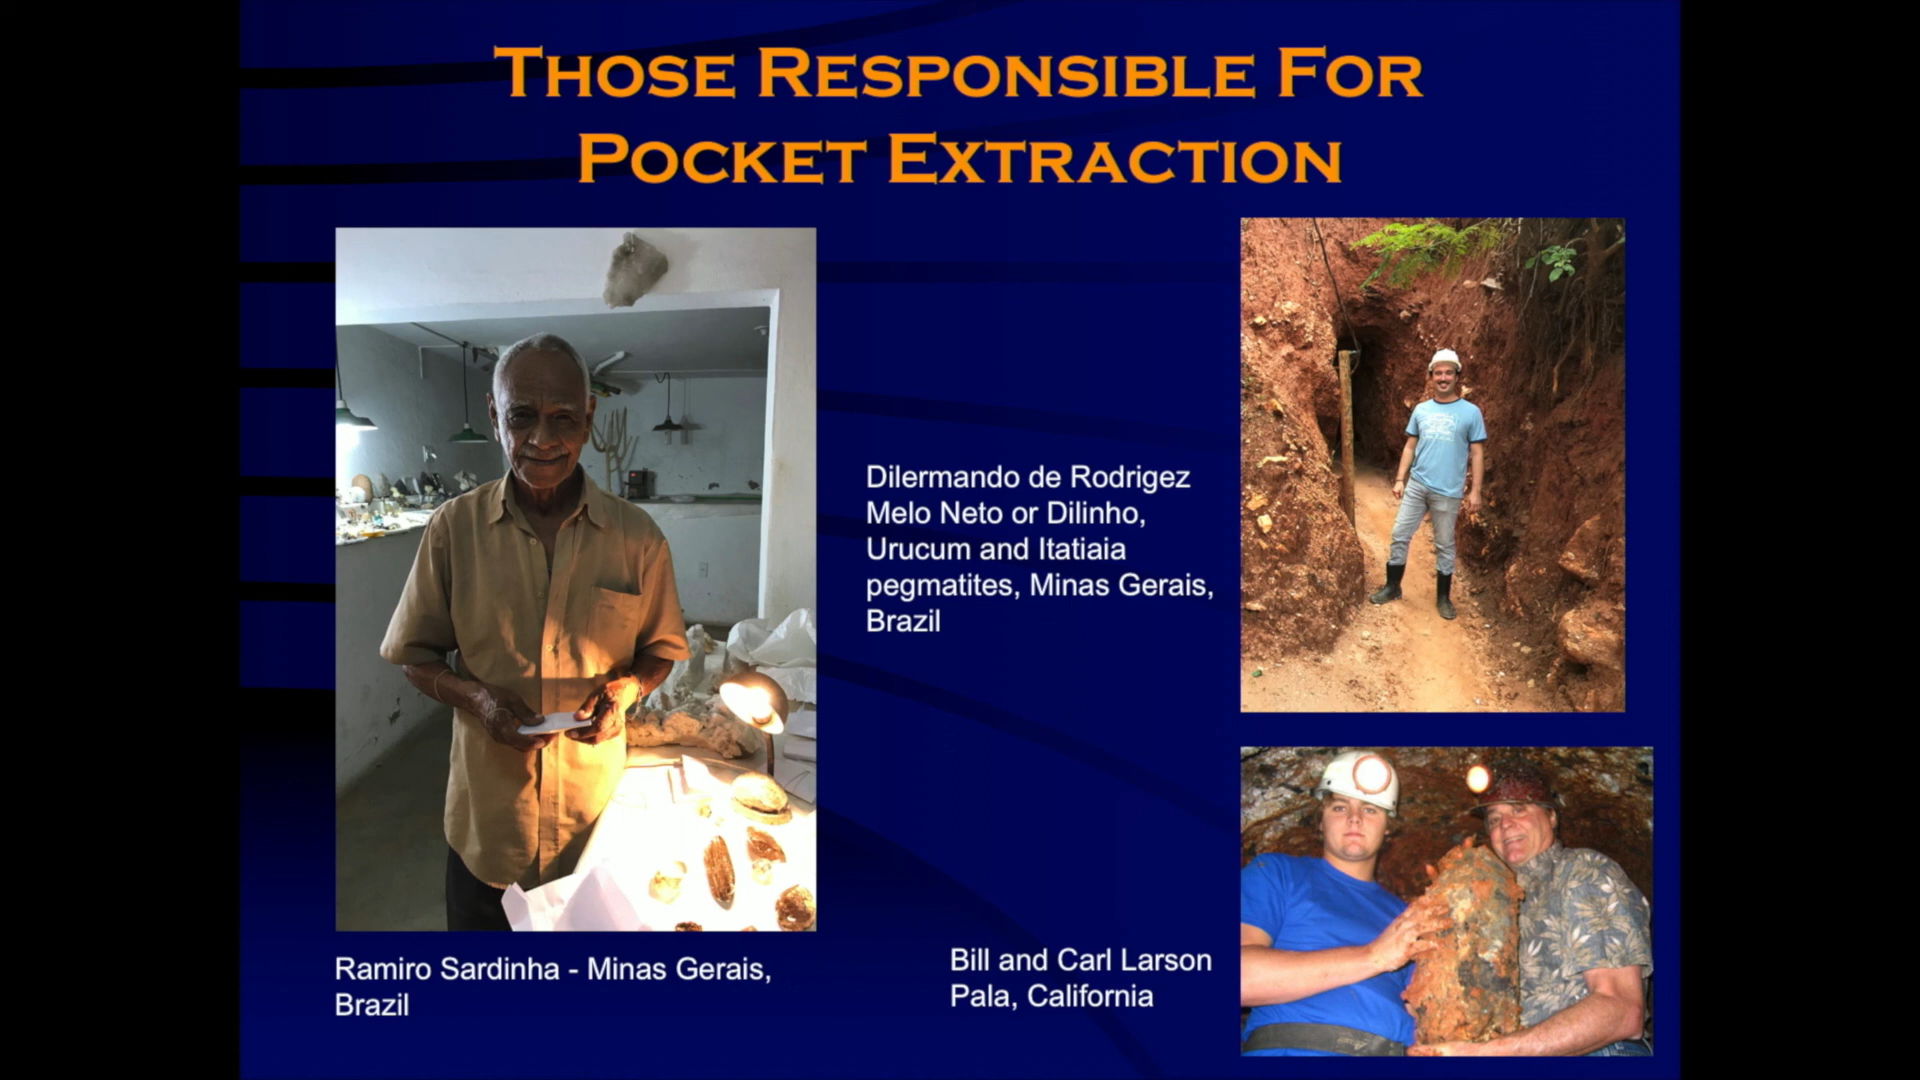 THOSE RESPONSIBLE FOR
POCKET EXTRACTION
Dilermando de Rodrigez
Melo Neto or Dilinho,
Urucum and Itatiaia
pegmatites, Minas Gerais,
Brazil
Ramiro Sardinha - Minas Gerais,
Brazil
Bill and Carl Larson
Pala, California